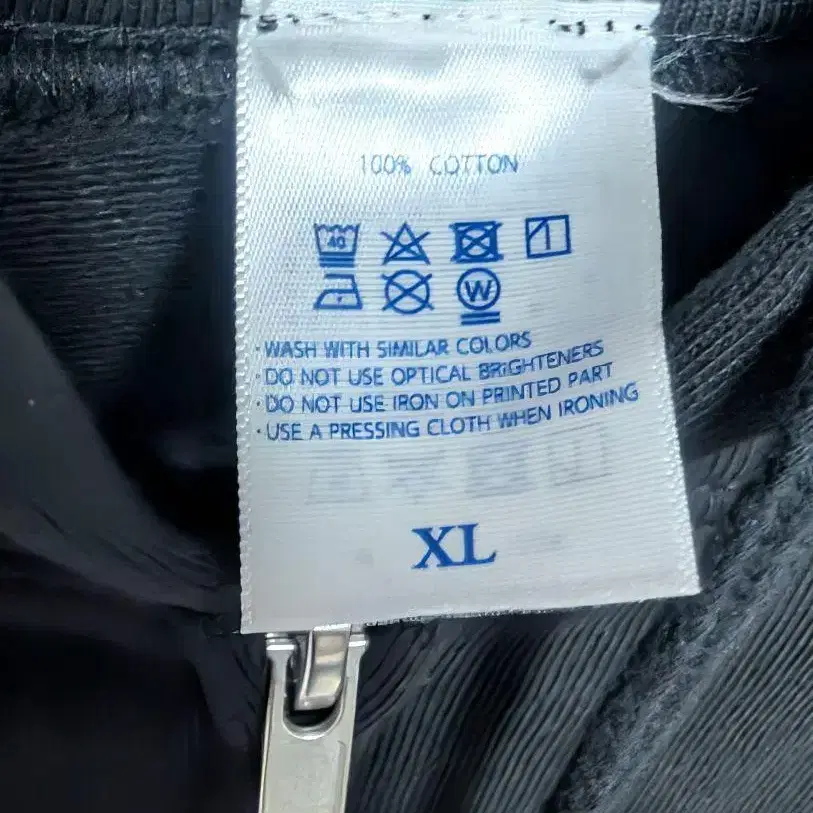 100% COTTON
40
W
·WASH WITH SIMILAR COLORS
·DO NOT USE OPTICAL BRIGHTENERS
·DO NOT USE IRON ON PRINTED PART
·USE A PRESSING CLOTH WHEN IRONING
XL